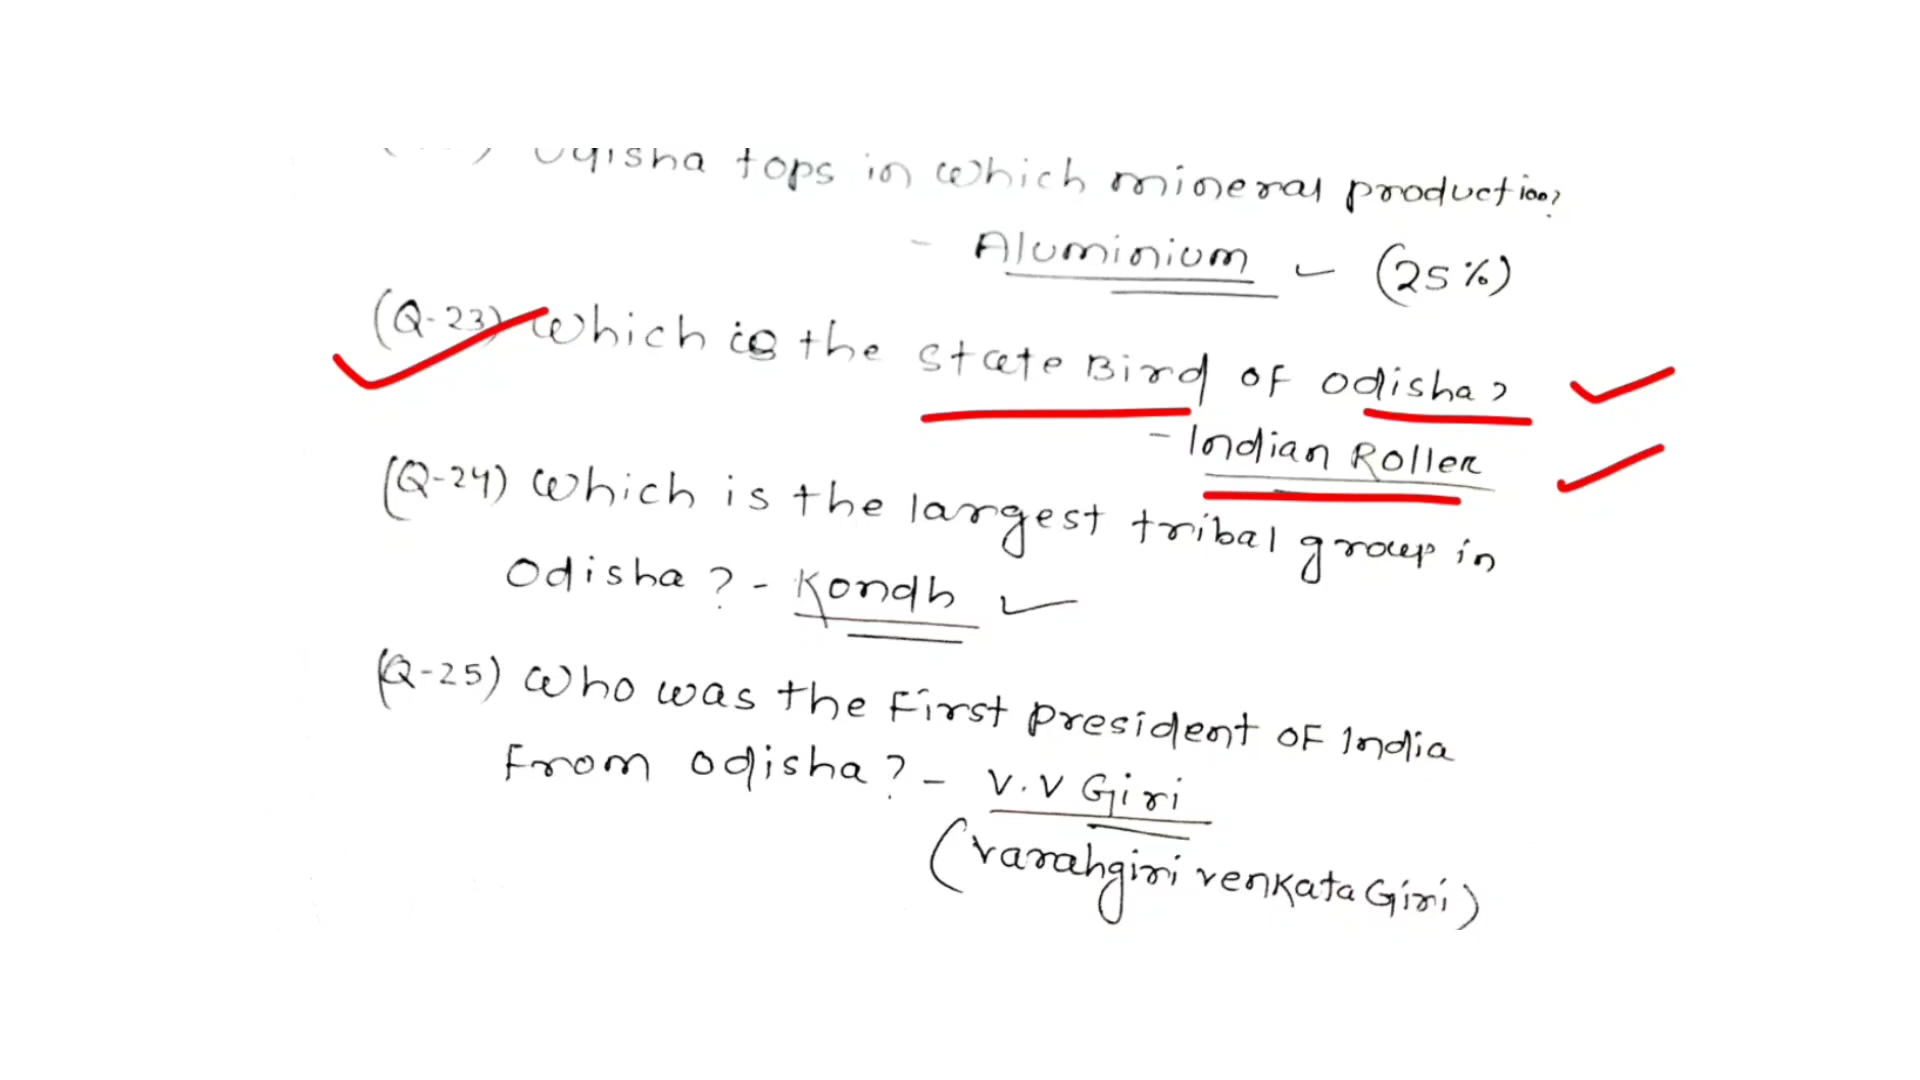 Odisha tops in which mineral production?
- Aluminium (25%)
(Q-23) Which is the state Bird of Odisha?
- Indian Roller
(Q-24) Which is the largest tribal group in
Odisha? - Kondh
(Q-25) Who was the First president of India
From Odisha? - V.V Giri
(Varahgiri venkata Giri)